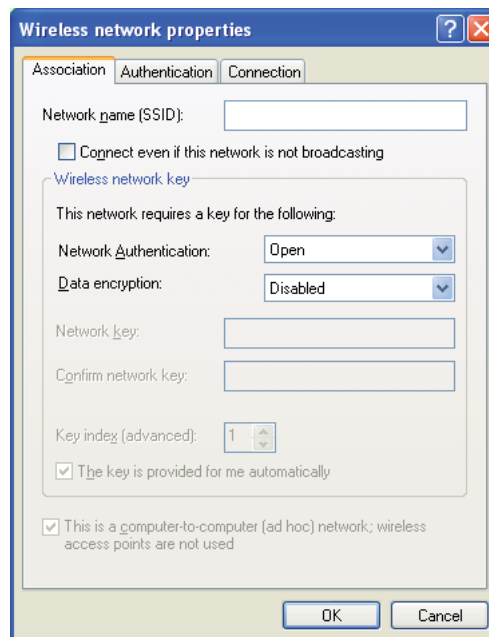 Wireless network properties
Association Authentication Connection
Network name (SSID):
Connect even if this network is not broadcasting
Wireless network key
This network requires a key for the following:
Network Authentication: Open
Data encryption: Disabled
Network key:
Confirm network key:
Key index (advanced): 1
The key is provided for me automatically
This is a computer-to-computer (ad hoc) network; wireless
access points are not used
OK Cancel